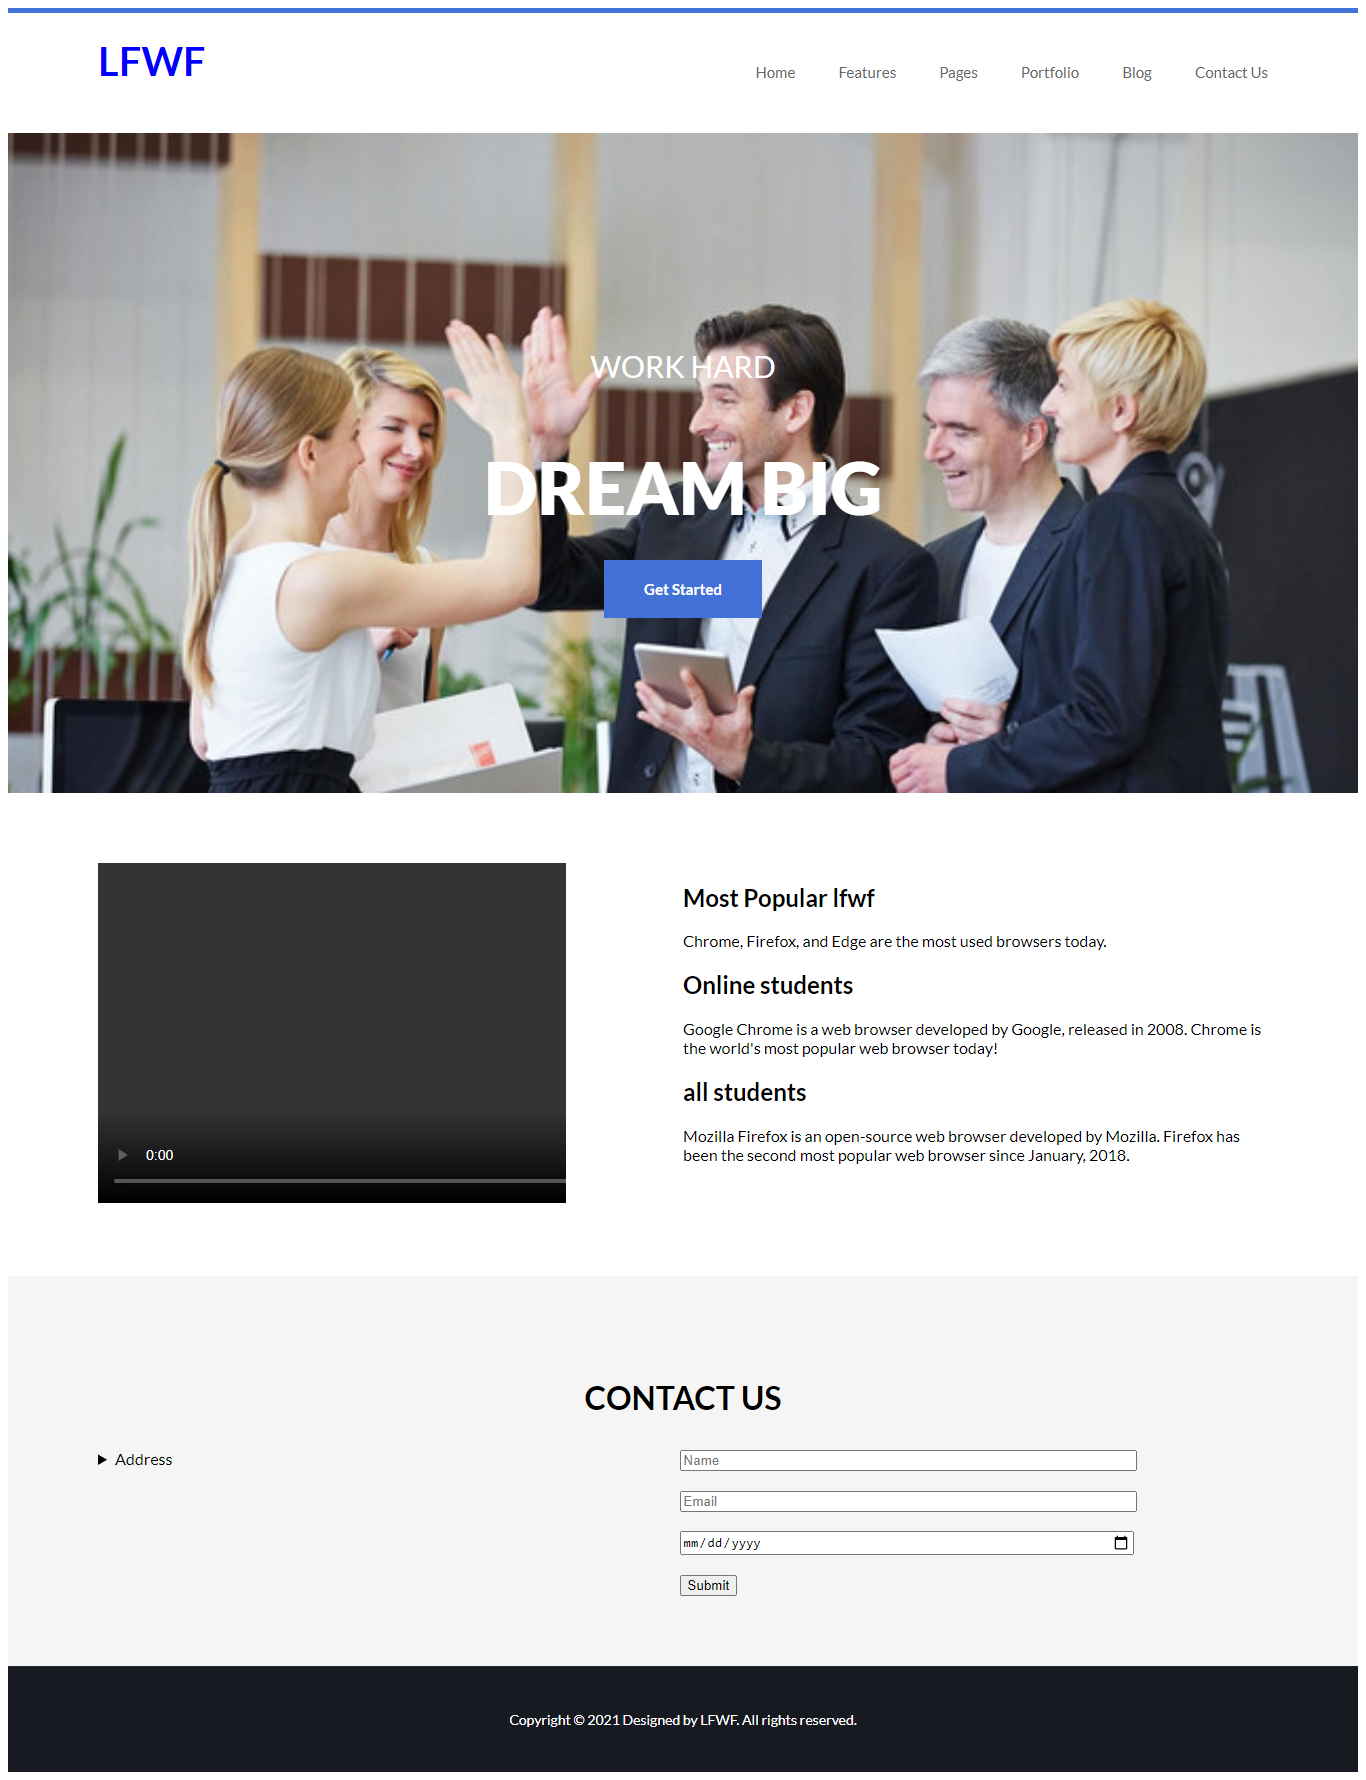 LFWF
Home Features Pages Portfolio Blog Contact Us
WORK HARD
DREAM BIG
Get Started
Most Popular lfwf
Chrome, Firefox, and Edge are the most used browsers today.
Online students
Google Chrome is a web browser developed by Google, released in 2008. Chrome is
the world's most popular web browser today!
all students
Mozilla Firefox is an open-source web browser developed by Mozilla. Firefox has
been the second most popular web browser since January, 2018.
0:00
CONTACT US
Address
Name
Email
mm/dd/yyyy
Submit
Copyright © 2021 Designed by LFWF. All rights reserved.